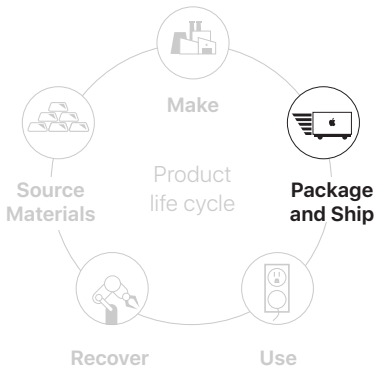 Make
Product
life cycle
Source
Materials
Package
and Ship
Recover
Use